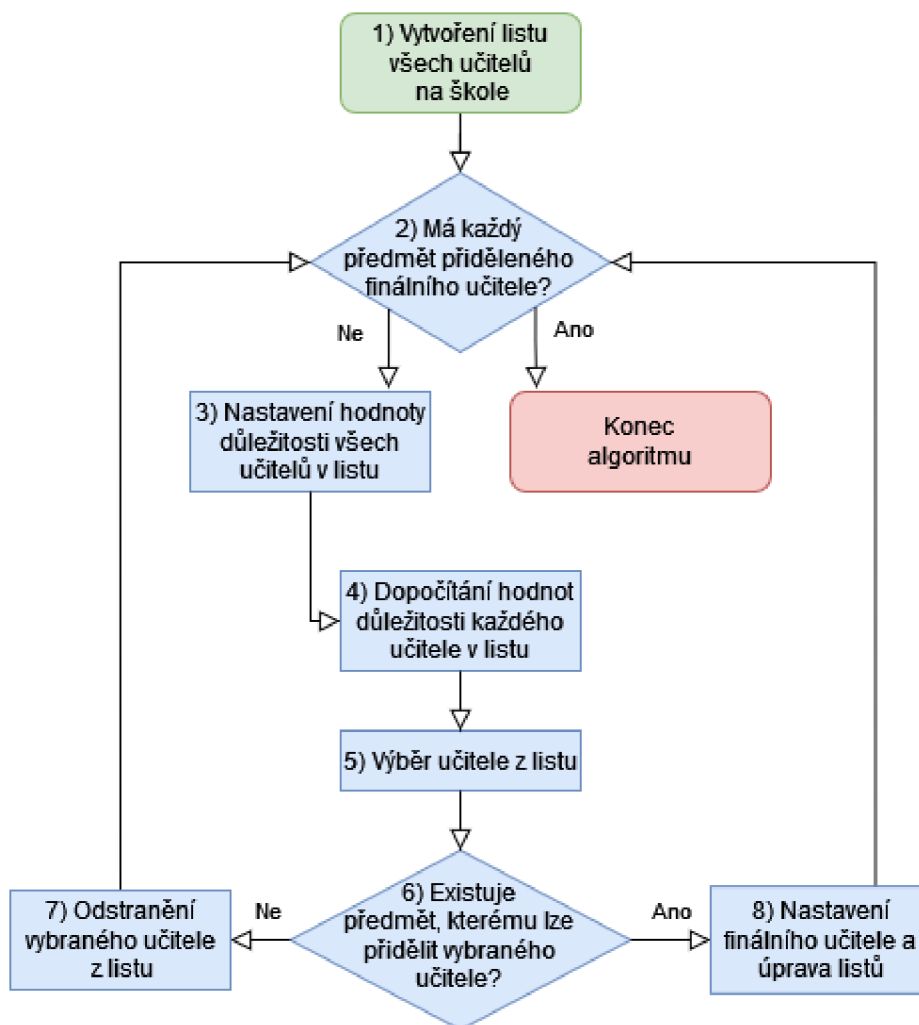 1) Vytvoření listu
všech učitelů
na škole
2) Má každý
předmět přiděleného
finálního učitele?
Ne
Ano
3) Nastavení hodnoty
důležitosti všech
učitelů v listu
Konec
algoritmu
4) Dopočítání hodnot
důležitosti každého
učitele v listu
5) Výběr učitele z listu
6) Existuje
předmět, kterému lze
přidělit vybraného
učitele?
Ne
Ano
7) Odstranění
vybraného učitele
z listu
8) Nastavení
finálního učitele a
úprava listů